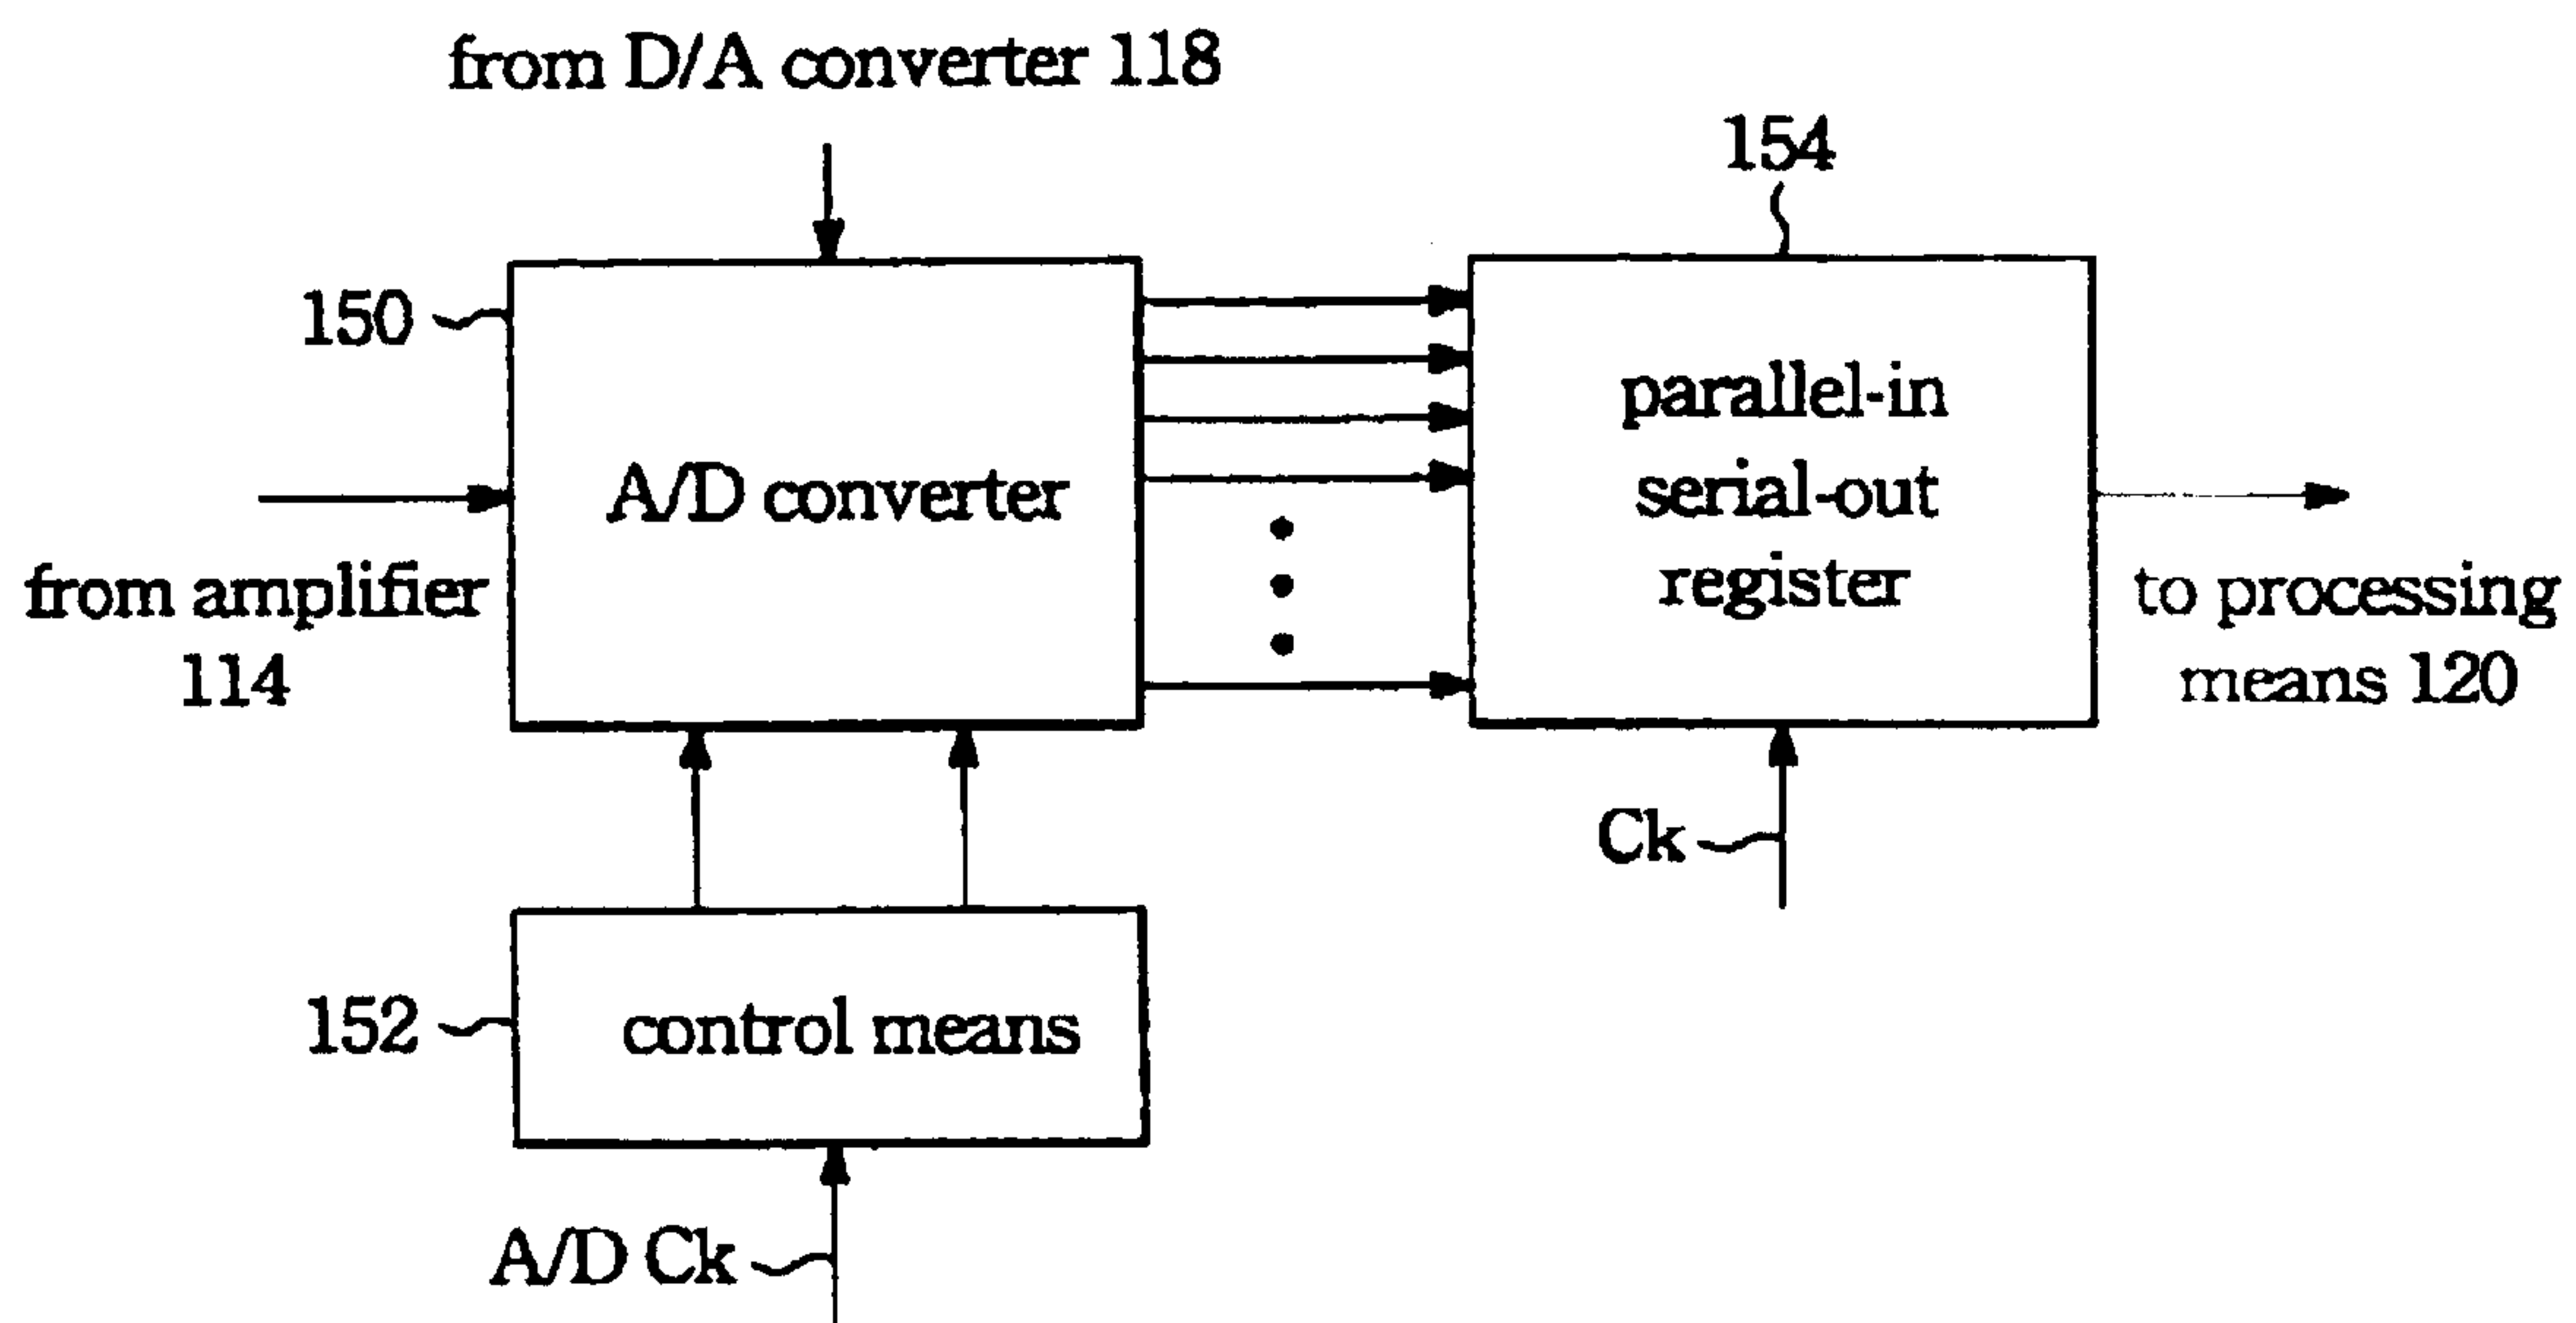 from D/A converter 118
154
150
A/D converter
parallel-in
serial-out
register
from amplifier
114
to processing
means 120
Ck
152
control means
A/D Ck